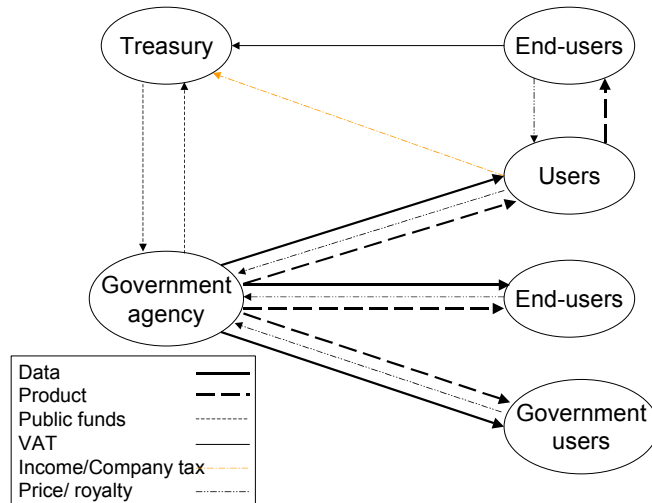 Treasury
End-users
Users
Government
agency
End-users
Government
users
Data
Product
Public funds
VAT
Income/Company tax
Price/ royalty